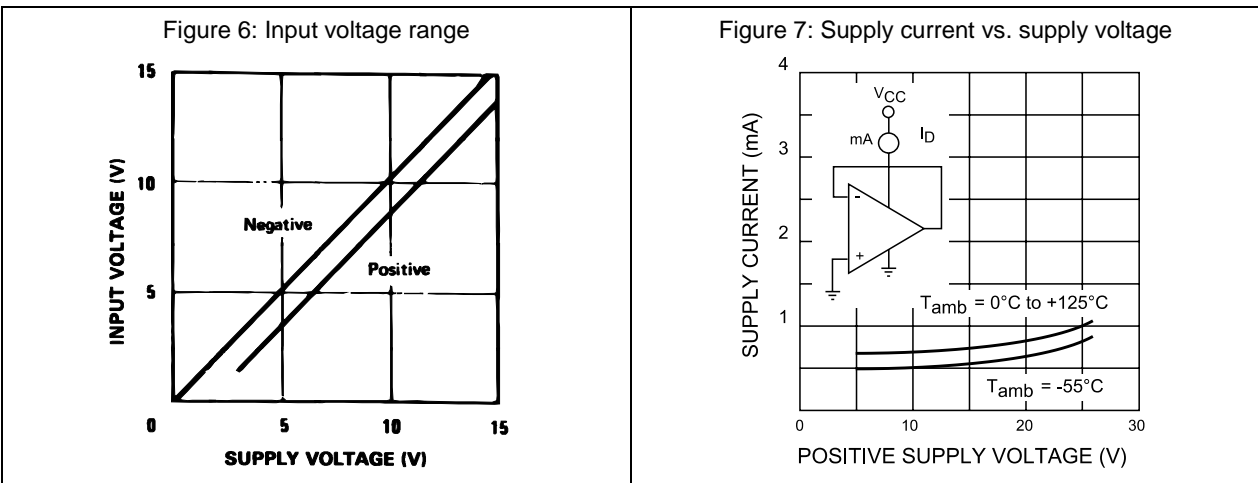 Figure 6: Input voltage range
15
10
5
0
5
10
15
INPUT VOLTAGE (V)
Negative
Positive
SUPPLY VOLTAGE (V)
Figure 7: Supply current vs. supply voltage
4
3
2
1
0
10
20
30
SUPPLY CURRENT (mA)
VCC
mA
ID
-
+
Tamb = 0°C to +125°C
Tamb = -55°C
POSITIVE SUPPLY VOLTAGE (V)